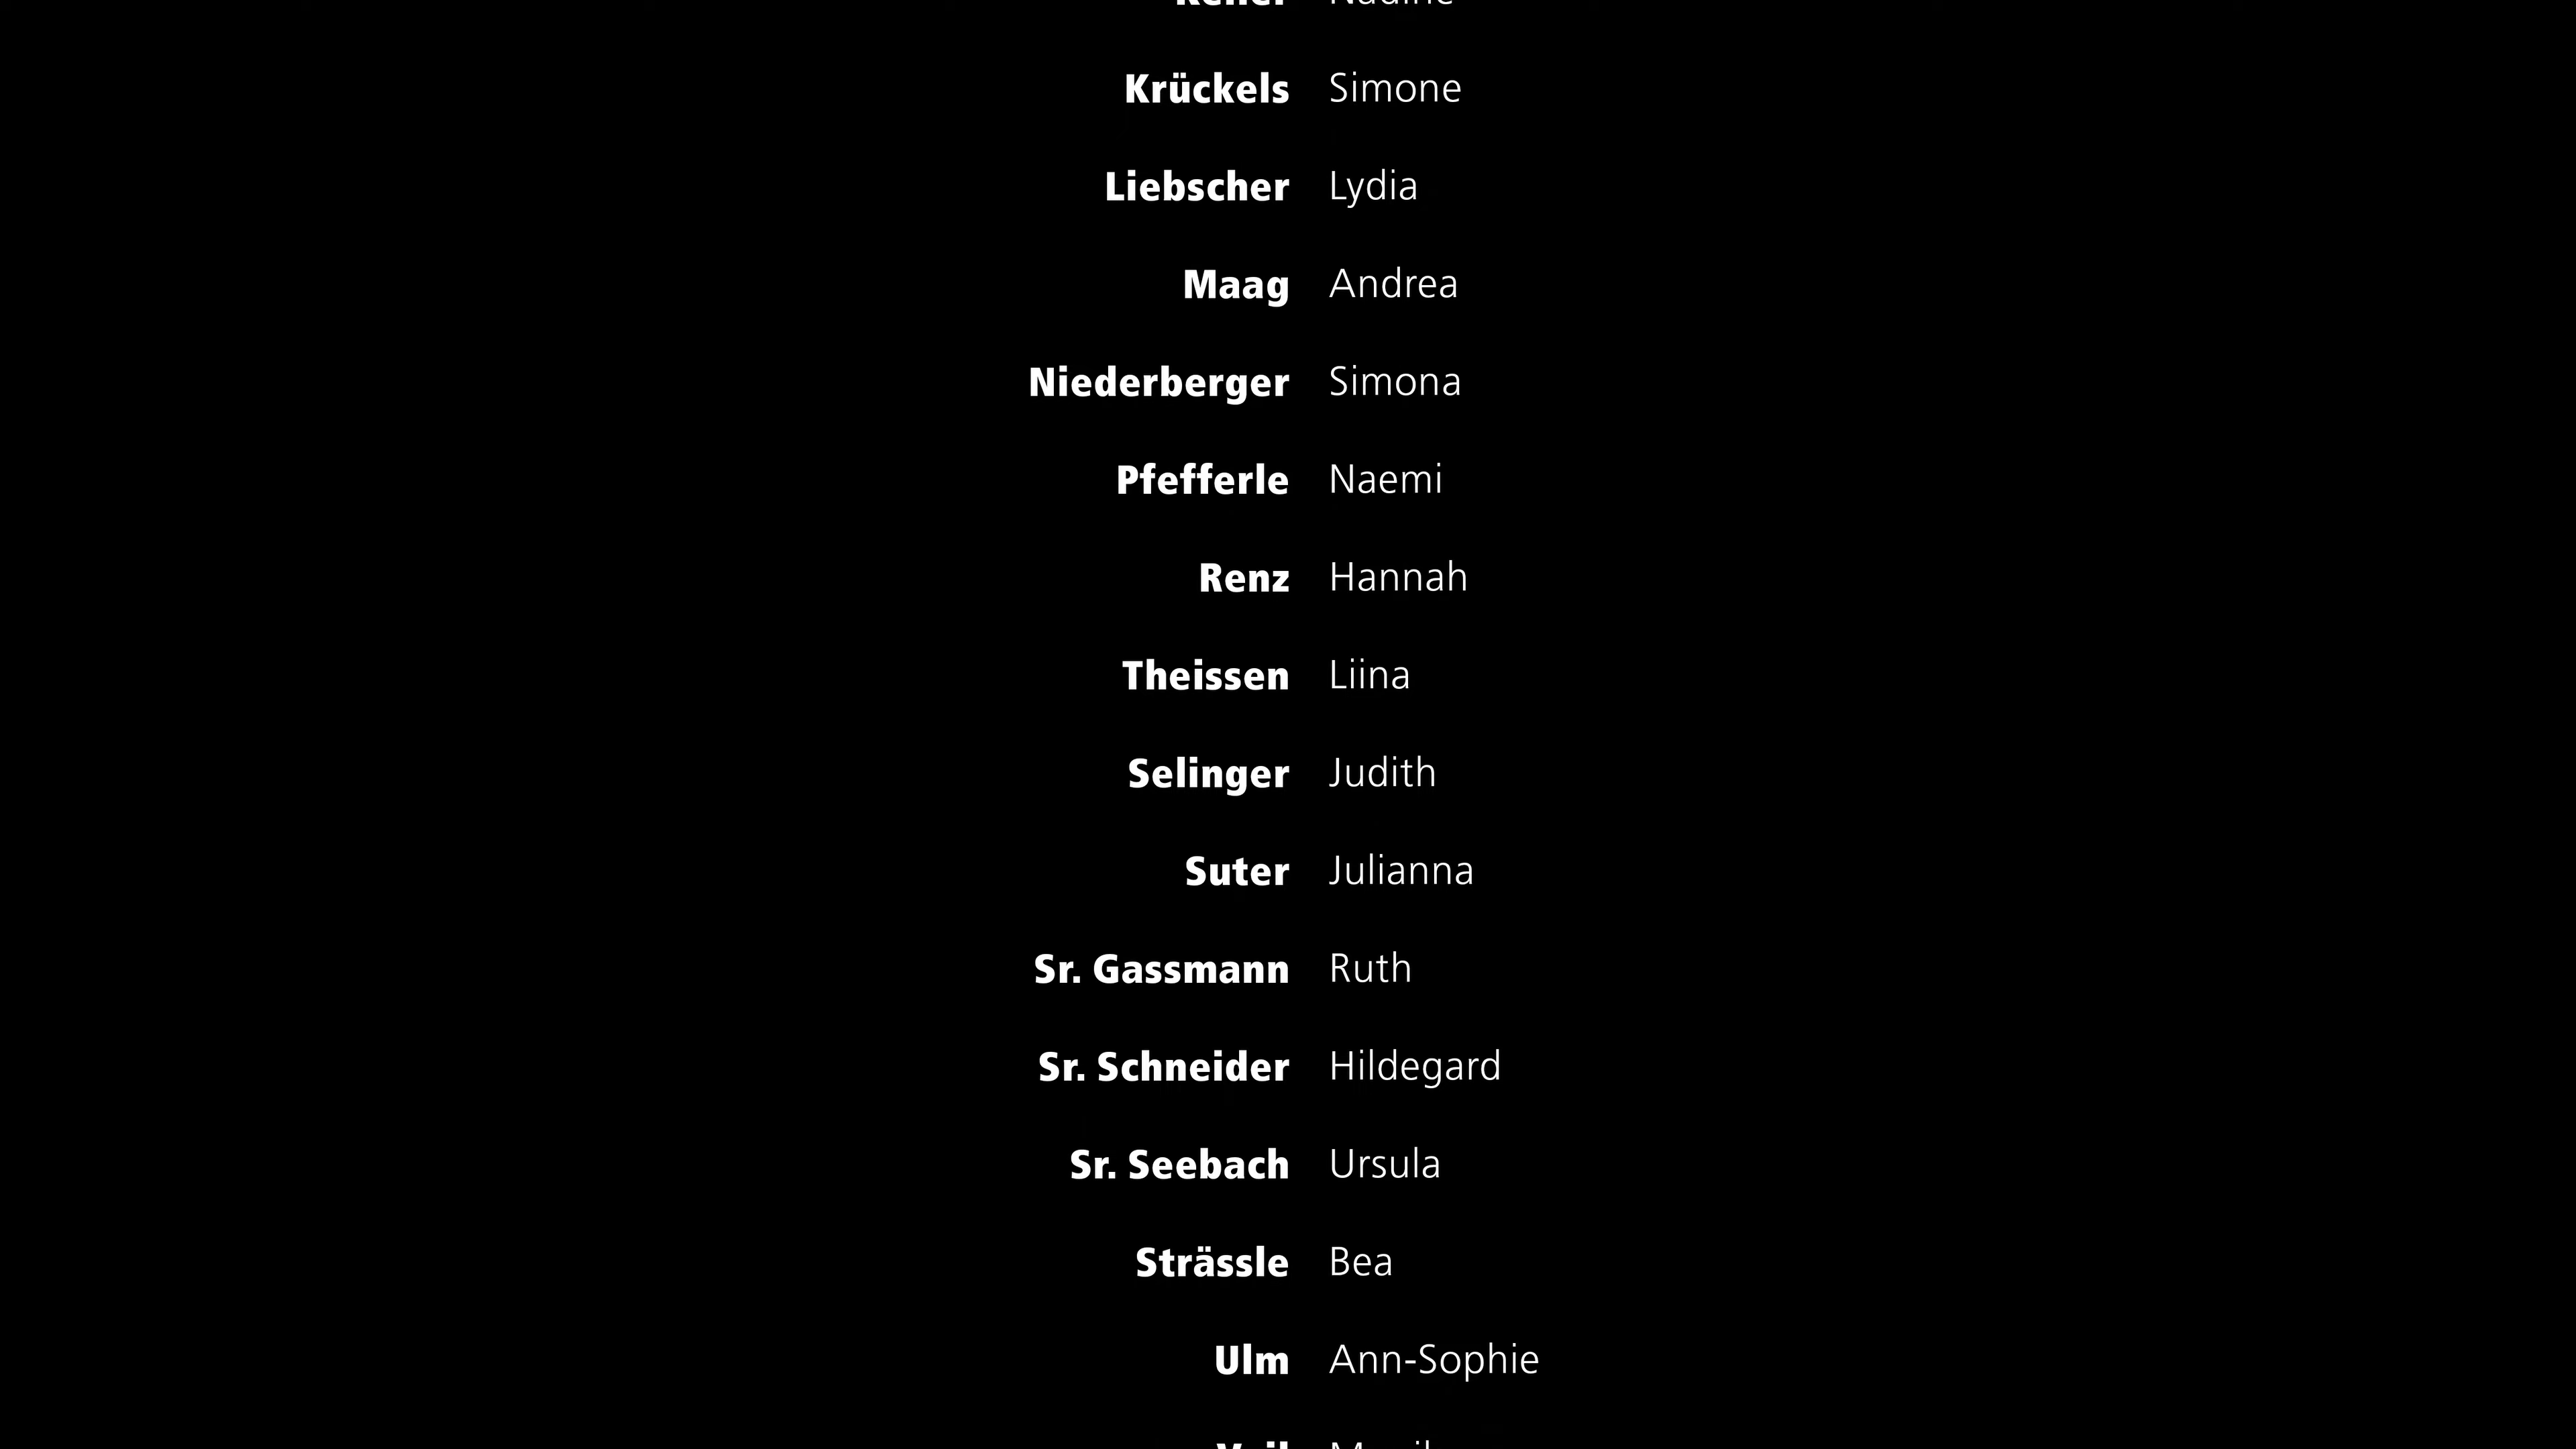 Krückels Simone
Liebscher Lydia
Maag Andrea
Niederberger Simona
Pfefferle Naemi
Renz Hannah
Theissen Liina
Selinger Judith
Suter Julianna
Sr. Gassmann Ruth
Sr. Schneider Hildegard
Sr. Seebach Ursula
Strässle Bea
Ulm Ann-Sophie